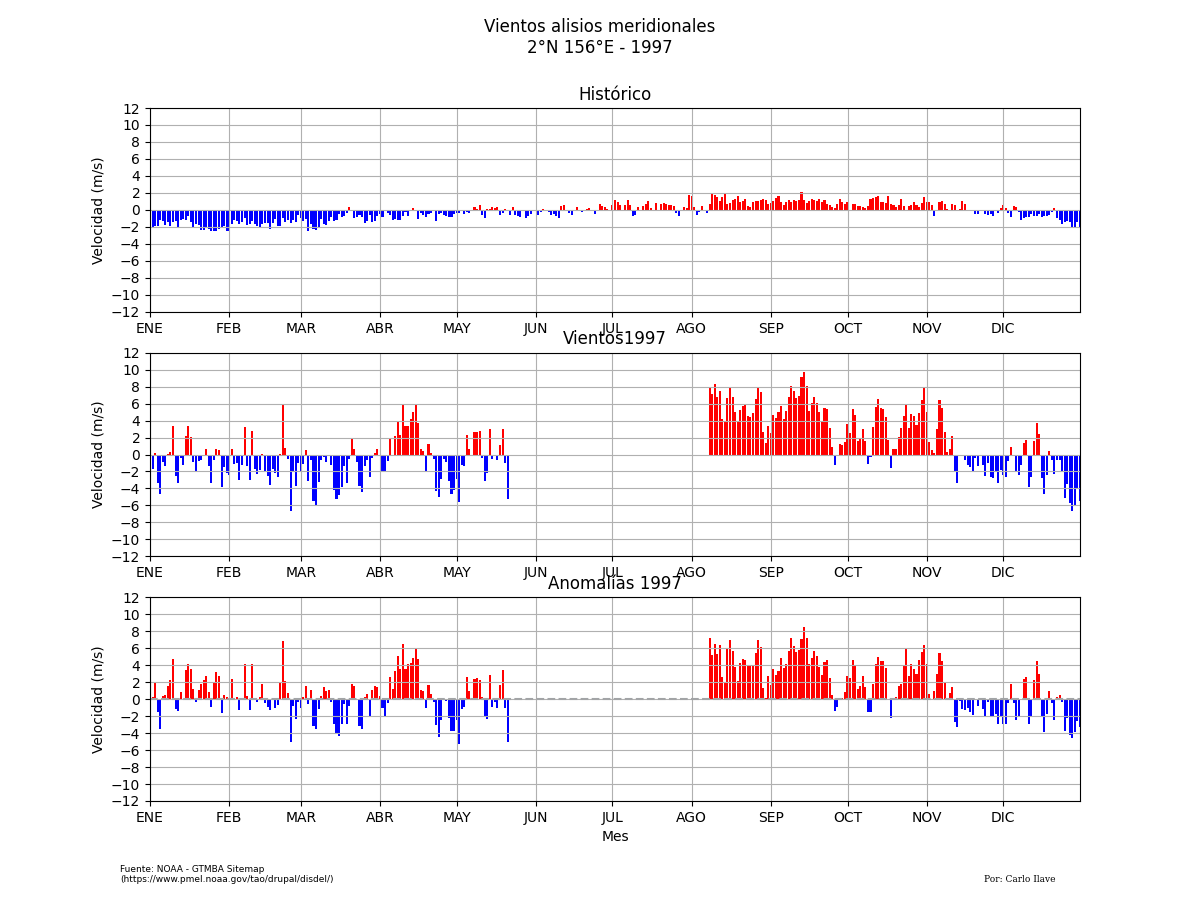 Vientos alisios meridionales
2°N 156°E - 1997
Histórico
12
10
8
6
4
2
0
−2
−4
−6
−8
−10
−12
Velocidad (m/s)
ENE FEB MAR ABR MAY JUN JUL AGO SEP OCT NOV DIC
Vientos1997
12
10
8
6
4
2
0
−2
−4
−6
−8
−10
−12
Velocidad (m/s)
ENE FEB MAR ABR MAY JUN JUL AGO SEP OCT NOV DIC
Anomalías 1997
12
10
8
6
4
2
0
−2
−4
−6
−8
−10
−12
Velocidad (m/s)
ENE FEB MAR ABR MAY JUN JUL AGO SEP OCT NOV DIC
Mes
Fuente: NOAA - GTMBA Sitemap
(https://www.pmel.noaa.gov/tao/drupal/disdel/)
Por: Carlo Ilave